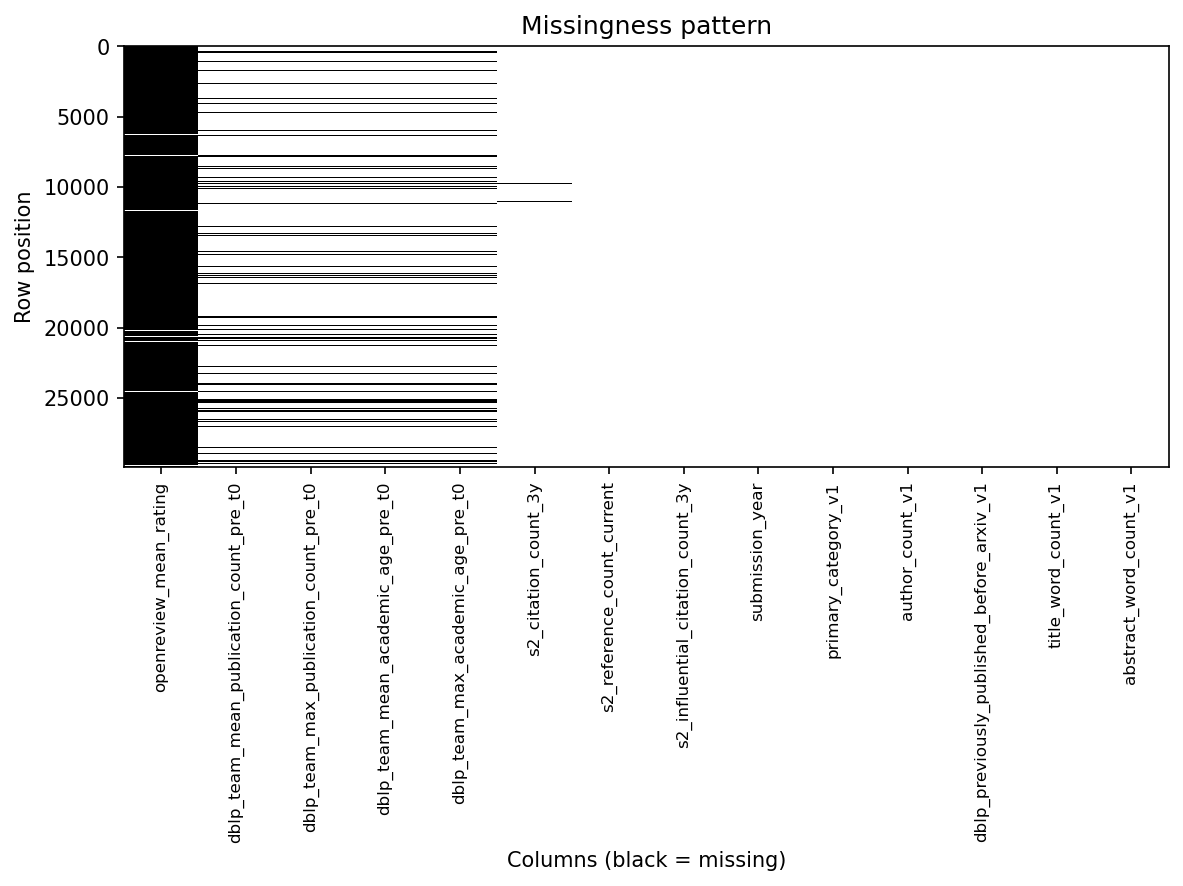 Missingness pattern
0
5000
10000
15000
20000
25000
Row position
openreview_mean_rating
dblp_team_mean_publication_count_pre_t0
dblp_team_max_publication_count_pre_t0
dblp_team_mean_academic_age_pre_t0
dblp_team_max_academic_age_pre_t0
s2_citation_count_3y
s2_reference_count_current
s2_influential_citation_count_3y
submission_year
primary_category_v1
author_count_v1
dblp_previously_published_before_arxiv_v1
title_word_count_v1
abstract_word_count_v1
Columns (black = missing)